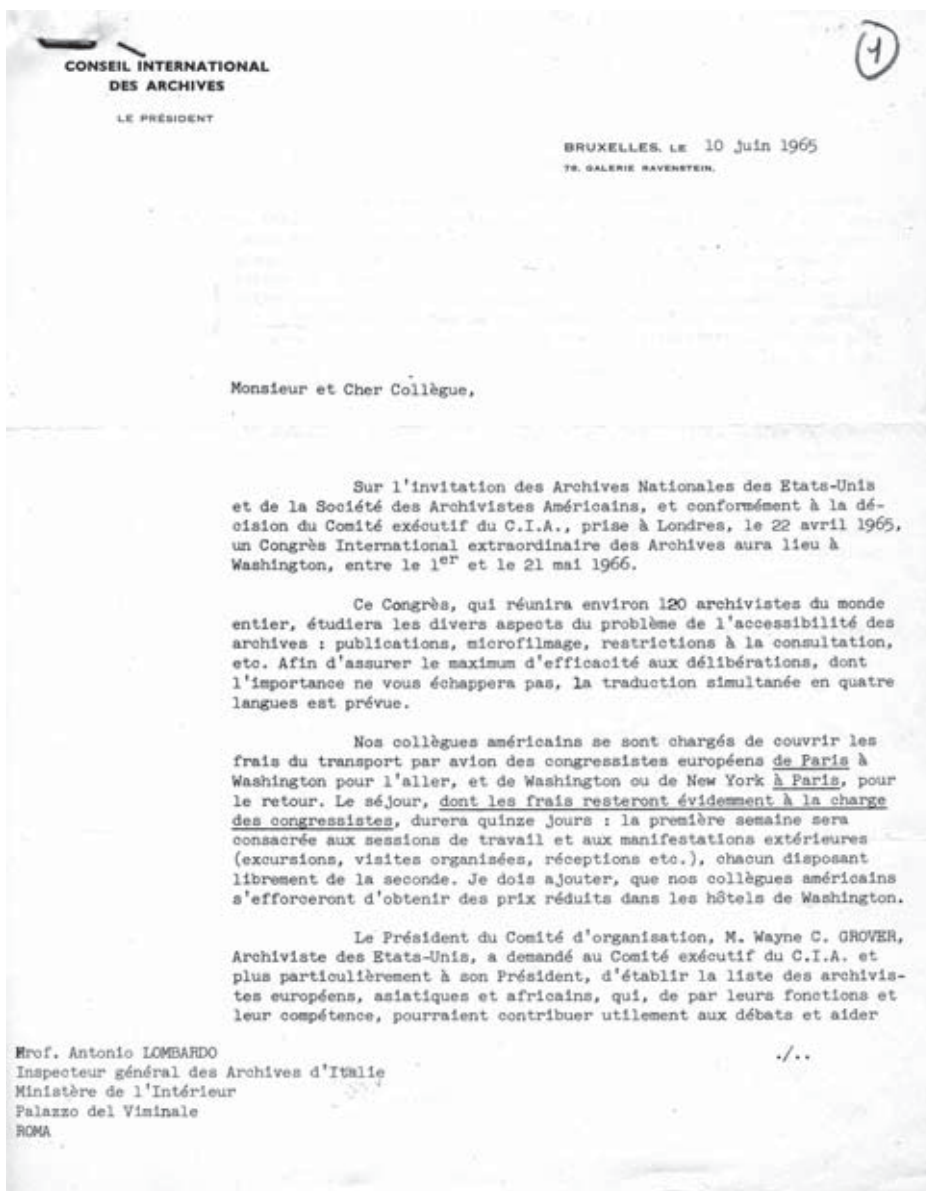 1
CONSEIL INTERNATIONAL
DES ARCHIVES
LE PRÉSIDENT
BRUXELLES, LE 10 juin 1965
78, GALERIE RAVENSTEIN.
Monsieur et Cher Collègue,
Sur l'invitation des Archives Nationales des Etats-Unis
et de la Société des Archivistes Américains, et conformément à la dé-
cision du Comité exécutif du C.I.A., prise à Londres, le 22 avril 1965,
un Congrès International extraordinaire des Archives aura lieu à
Washington, entre le 1er et le 21 mai 1966.
Ce Congrès, qui réunira environ 120 archivistes du monde
entier, étudiera les divers aspects du problème de l'accessibilité des
archives : publications, microfilmage, restrictions à la consultation,
etc. Afin d'assurer le maximum d'efficacité aux délibérations, dont
l'importance ne vous échappera pas, la traduction simultanée en quatre
langues est prévue.
Nos collègues américains se sont chargés de couvrir les
frais du transport par avion des congressistes européens de Paris à
Washington pour l'aller, et de Washington ou de New York à Paris, pour
le retour. Le séjour, dont les frais resteront évidemment à la charge
des congressistes, durera quinze jours : la première semaine sera
consacrée aux sessions de travail et aux manifestations extérieures
(excursions, visites organisées, réceptions etc.), chacun disposant
librement de la seconde. Je dois ajouter, que nos collègues américains
s'efforceront d'obtenir des prix réduits dans les hôtels de Washington.
Le Président du Comité d'organisation, M. Wayne C. GROVER,
Archiviste des Etats-Unis, a demandé au Comité exécutif du C.I.A. et
plus particulièrement à son Président, d'établir la liste des archivis-
tes européens, asiatiques et africains, qui, de par leurs fonctions et
leur compétence, pourraient contribuer utilement aux débats et aider
./..
Mrof. Antonio LOMBARDO
Inspecteur général des Archives d'Italie
Ministère de l'Intérieur
Palazzo del Viminale
ROMA